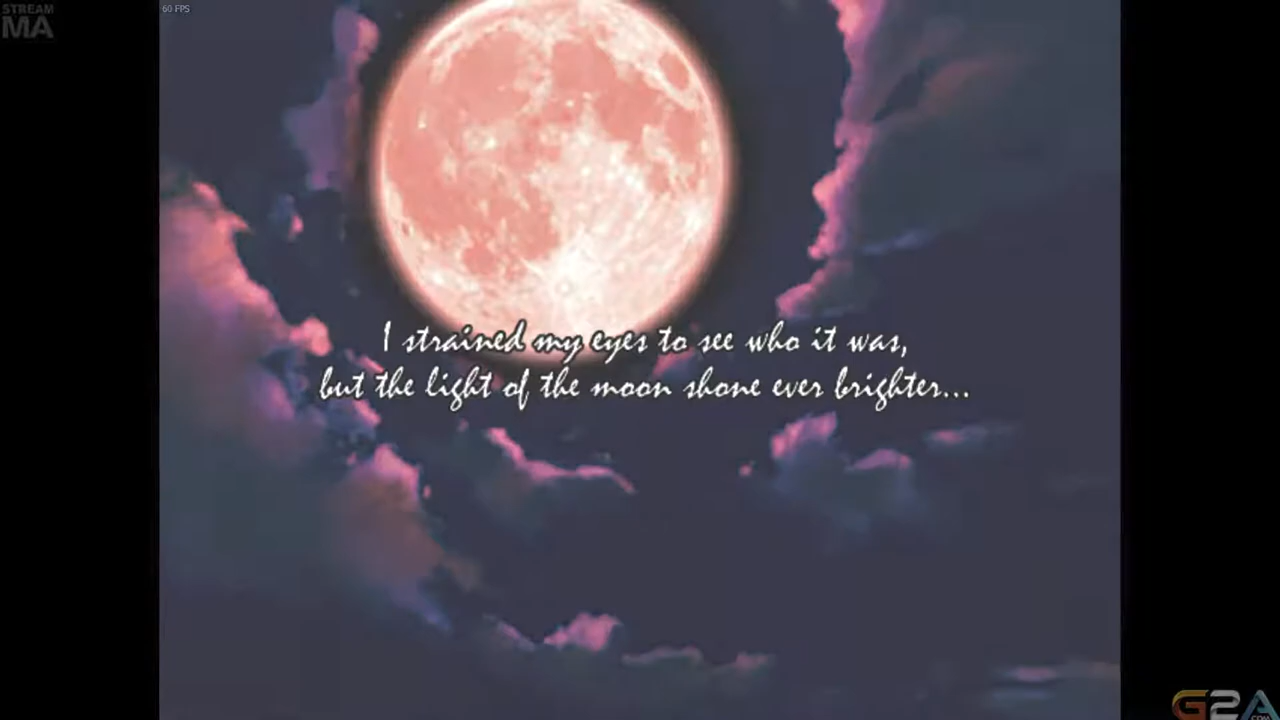 STREAM
MA
60 FPS
I strained my eyes to see who it was,
but the light of the moon shone ever brighter...
G2A
.COM